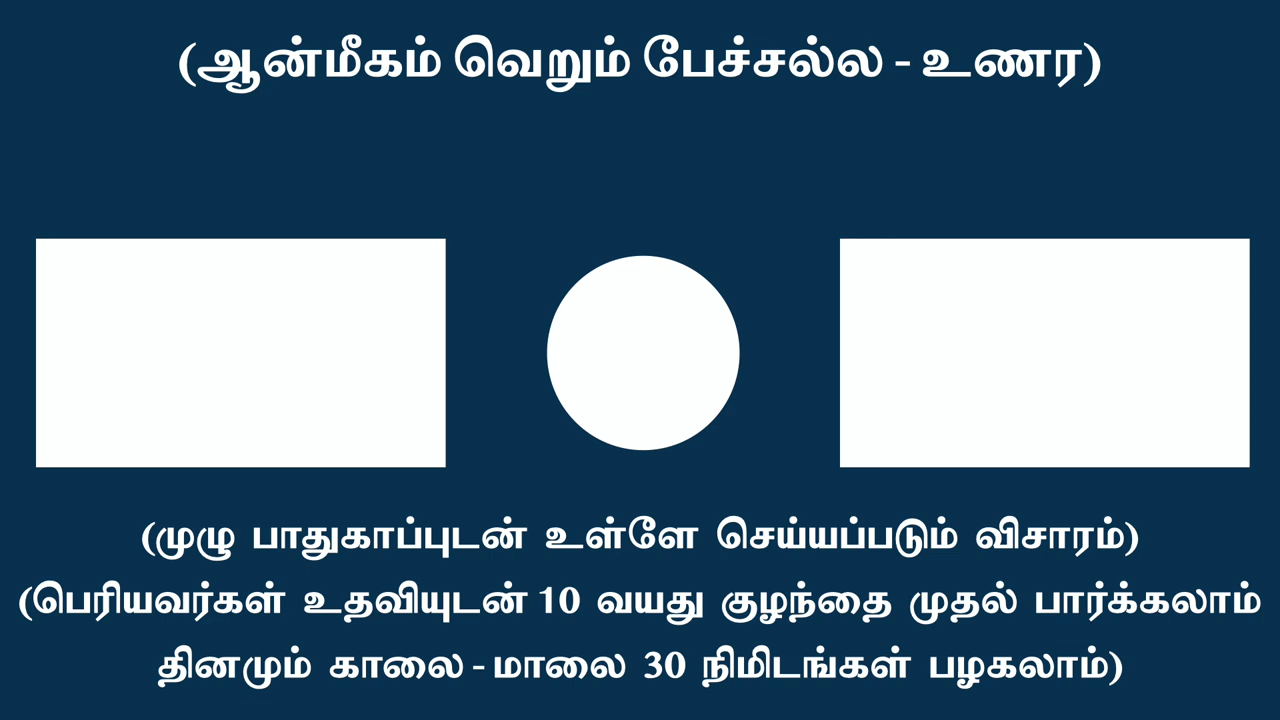 (ஆன்மீகம் வெறும் பேச்சல்ல - உணர)
(முழு பாதுகாப்புடன் உள்ளே செய்யப்படும் விசாரம்)
(பெரியவர்கள் உதவியுடன் 10 வயது குழந்தை முதல் பார்க்கலாம்
தினமும் காலை - மாலை 30 நிமிடங்கள் பழகலாம்)